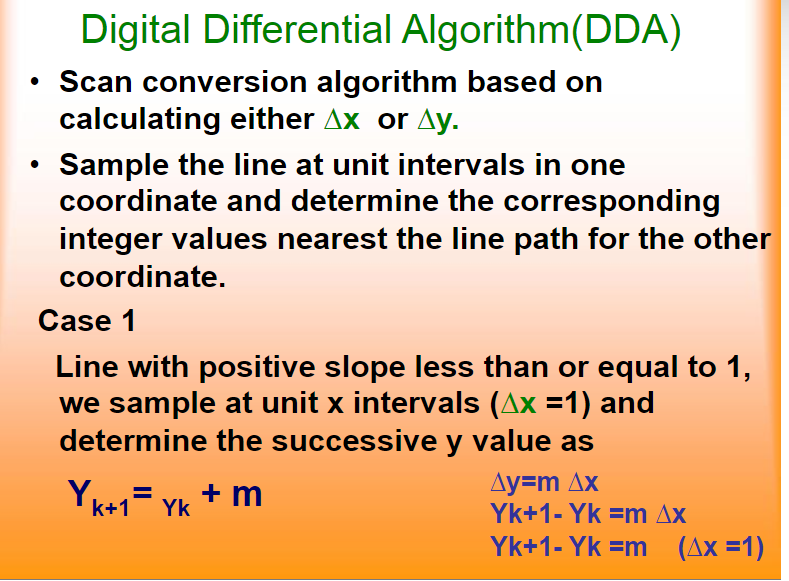 Digital Differential Algorithm(DDA)
• Scan conversion algorithm based on
calculating either Δx or Δy.
• Sample the line at unit intervals in one
coordinate and determine the corresponding
integer values nearest the line path for the other
coordinate.
Case 1
Line with positive slope less than or equal to 1,
we sample at unit x intervals (Δx =1) and
determine the successive y value as
Yk+1= Yk + m
Δy=m Δx
Yk+1- Yk =m Δx
Yk+1- Yk =m (Δx =1)